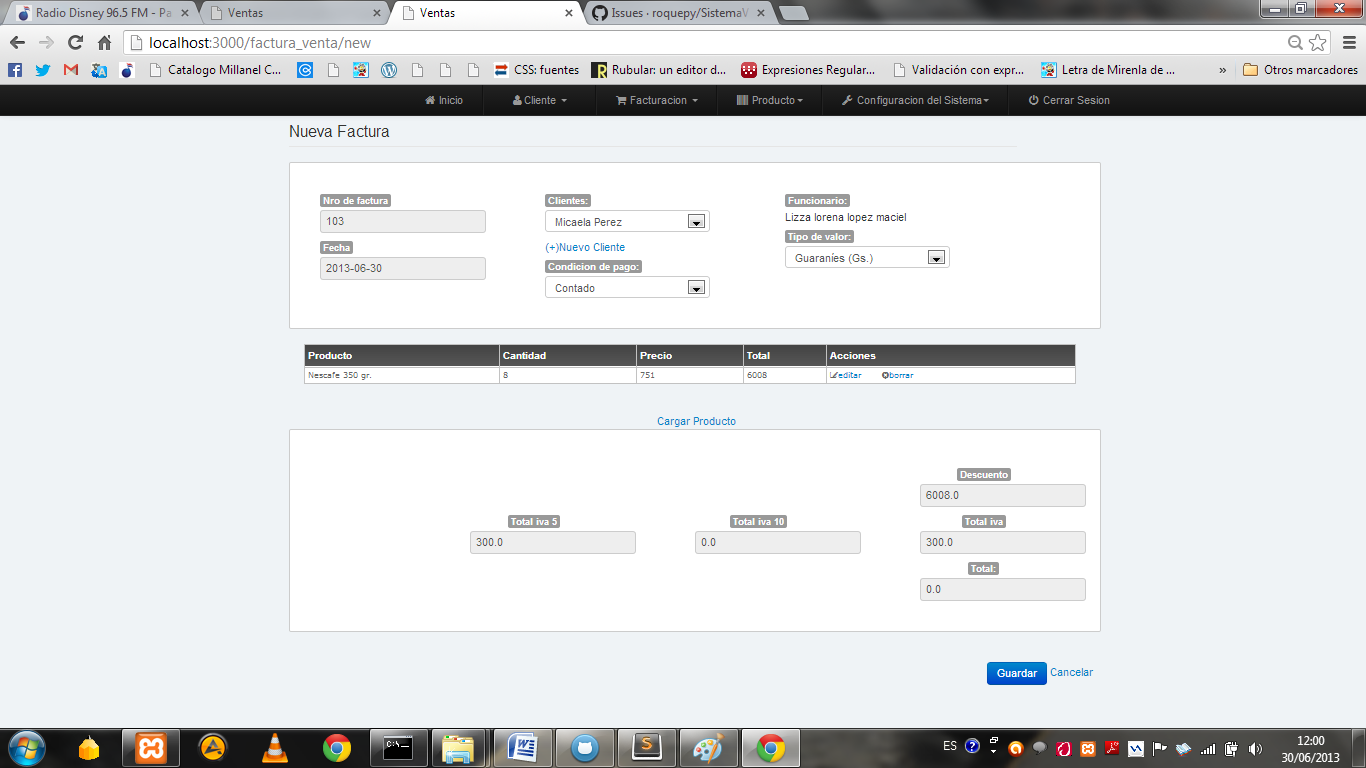 Radio Disney 96.5 FM - Pa
Ventas
Ventas
Issues · roquepy/SistemaV
localhost:3000/factura_venta/new
Catalogo Millanel C...
CSS: fuentes
Rubular: un editor d...
Expresiones Regular...
Validación con expr...
Letra de Mirenla de ...
»
Otros marcadores
Inicio
Cliente
Facturacion
Producto
Configuracion del Sistema
Cerrar Sesion
Nueva Factura
Nro de factura
103
Fecha
2013-06-30
Clientes:
Micaela Perez
(+)Nuevo Cliente
Condicion de pago:
Contado
Funcionario:
Lizza lorena lopez maciel
Tipo de valor:
Guaraníes (Gs.)
Producto Cantidad Precio Total Acciones
Nescafe 350 gr. 8 751 6008 editar borrar
Cargar Producto
Descuento
6008.0
Total iva 5
300.0
Total iva 10
0.0
Total iva
300.0
Total:
0.0
Guardar Cancelar
ES
12:00
30/06/2013